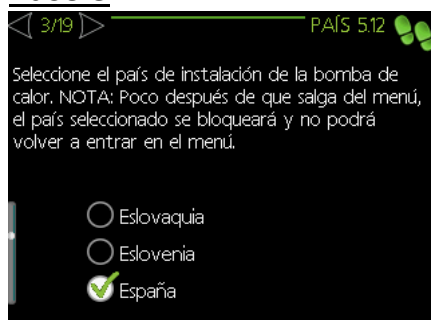 3/19
PAÍS 5.12
Seleccione el país de instalación de la bomba de
calor. NOTA: Poco después de que salga del menú,
el país seleccionado se bloqueará y no podrá
volver a entrar en el menú.
Eslovaquia
Eslovenia
España